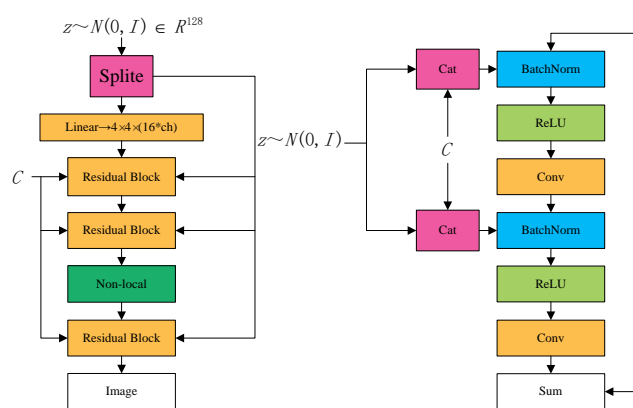 z~N(0, I) ∈ R¹²⁸
Splite
Linear→4×4×(16*ch)
C
Residual Block
Residual Block
Non-local
Residual Block
Image
z~N(0, I)
Cat
C
Cat
BatchNorm
ReLU
Conv
BatchNorm
ReLU
Conv
Sum